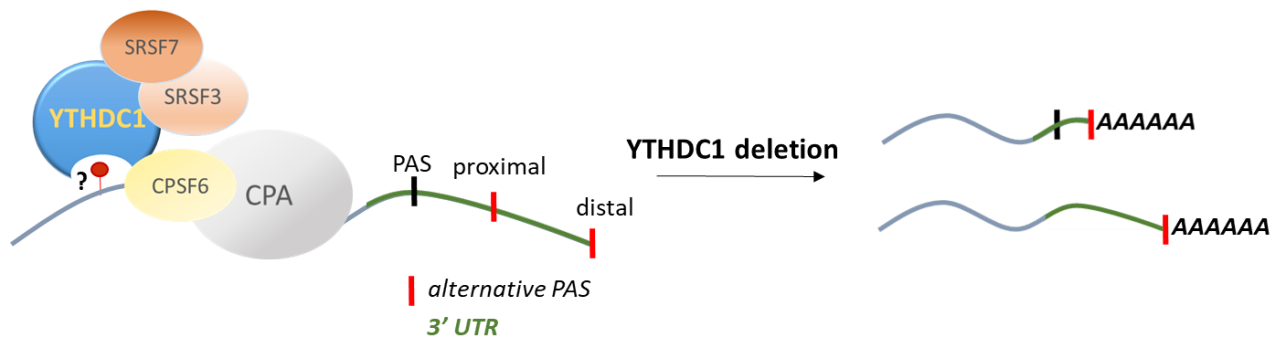 SRSF7
SRSF3
YTHDC1
?
CPSF6
CPA
PAS
proximal
distal
alternative PAS
3’ UTR
YTHDC1 deletion
AAAAAA
AAAAAA